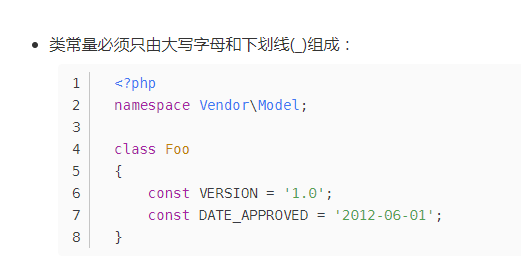 类常量必须只由大写字母和下划线(_)组成：
1 <?php
2 namespace Vendor\Model;
3
4 class Foo
5 {
6     const VERSION = '1.0';
7     const DATE_APPROVED = '2012-06-01';
8 }